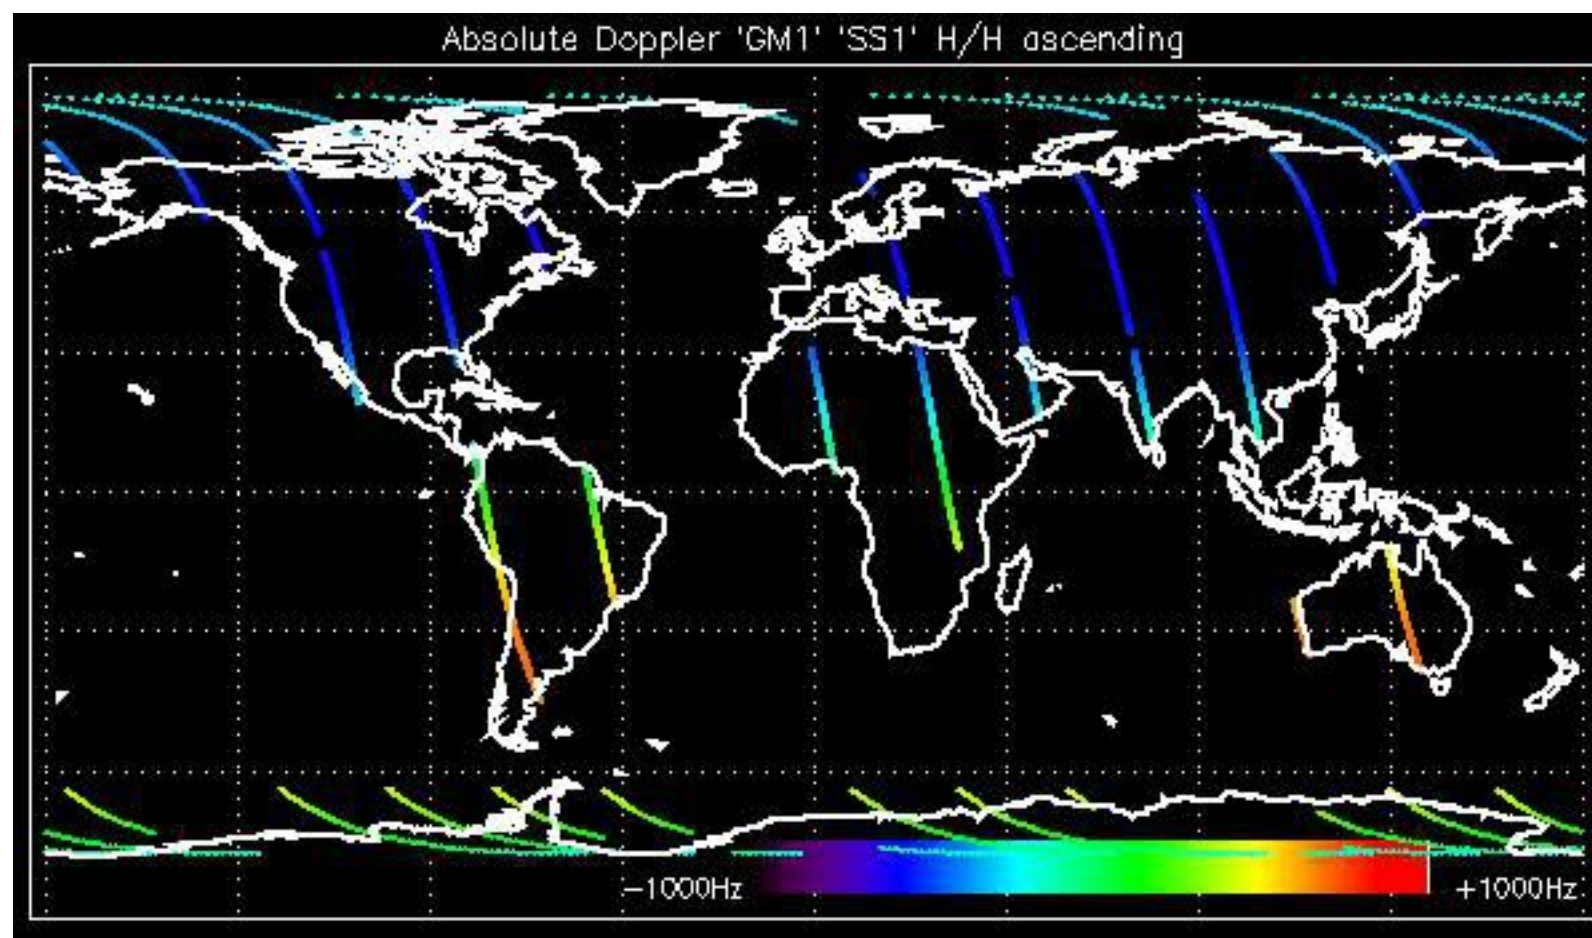 Absolute Doppler 'GM1' 'SS1' H/H ascending
−1000Hz +1000Hz